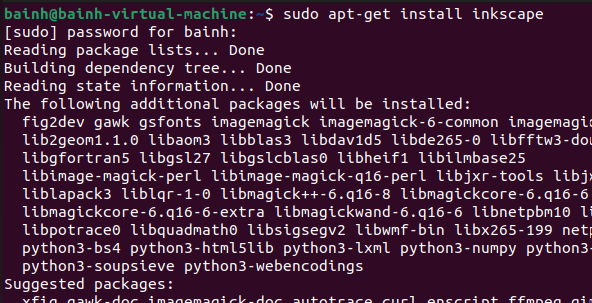 bainh@bainh-virtual-machine:~$ sudo apt-get install inkscape
[sudo] password for bainh:
Reading package lists... Done
Building dependency tree... Done
Reading state information... Done
The following additional packages will be installed:
fig2dev gawk gsfonts imagemagick imagemagick-6-common imagemagic
lib2geom1.1.0 libaom3 libblas3 libdav1d5 libde265-0 libfftw3-dou
libgfortran5 libgsl27 libgslcblas0 libheif1 libilmbase25
libimage-magick-perl libimage-magick-q16-perl libjxr-tools libjx
liblapack3 liblqr-1-0 libmagick++-6.q16-8 libmagickcore-6.q16-6
libmagickcore-6.q16-6-extra libmagickwand-6.q16-6 libnetpbm10 li
libpotrace0 libquadmath0 libsigsegv2 libwmf-bin libx265-199 netp
python3-bs4 python3-html5lib python3-lxml python3-numpy python3-
python3-soupsieve python3-webencodings
Suggested packages:
xfig gawk-doc imagemagick-doc autotrace curl enscript ffmpeg gim